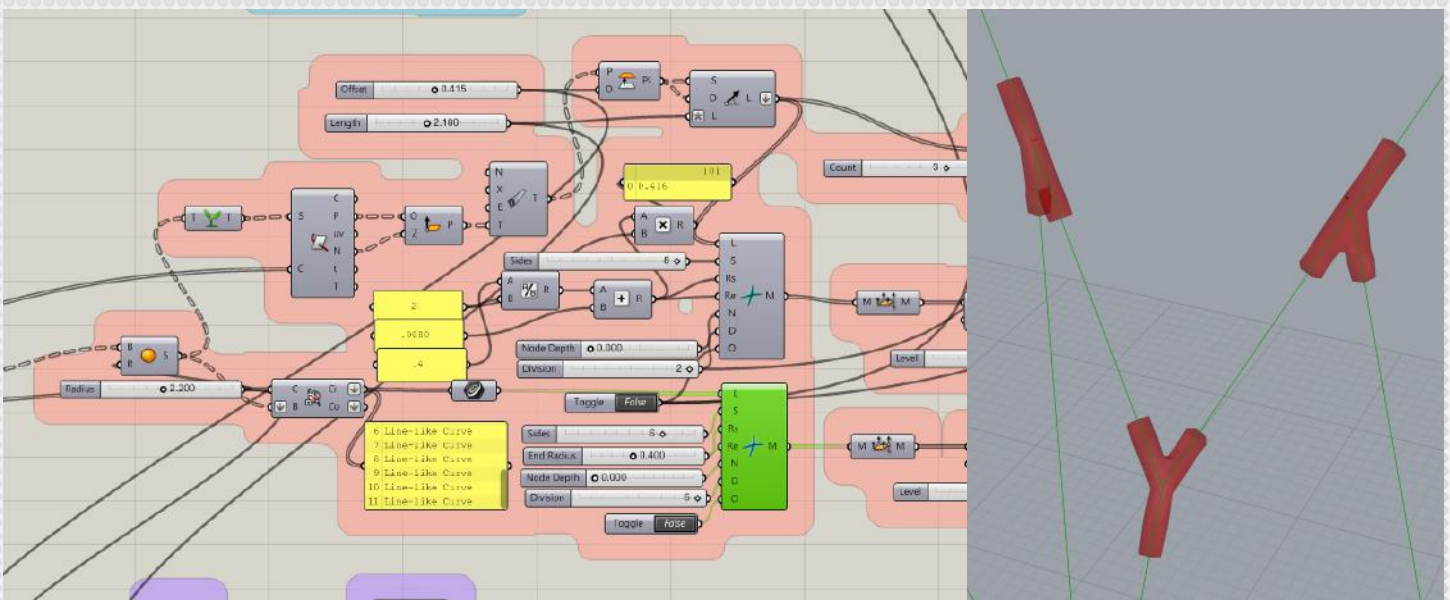 Offset 0.415
Length 2.100
P
D
P'
S
D
L
L
Count 3
{0}
0 0.416
N
X
E
T
T
T T
S
C
C
P
uv
N
t
T
O
Z
P
A
B
R
Sides 8
A
B
R
A
B
R
L
S
Rs
Re
N
D
O
M
2
.0080
.4
M M
Node Depth 0.000
Division 2
Level
B
R
S
Radius 2.200
C
B
Ci
Co
Toggle False
6 Line-like Curve
7 Line-like Curve
8 Line-like Curve
9 Line-like Curve
10 Line-like Curve
11 Line-like Curve
L
S
Rs
Re
N
D
O
M
Sides 6
End Radius 0.400
Node Depth 0.000
Division 5
Toggle False
M M
Level